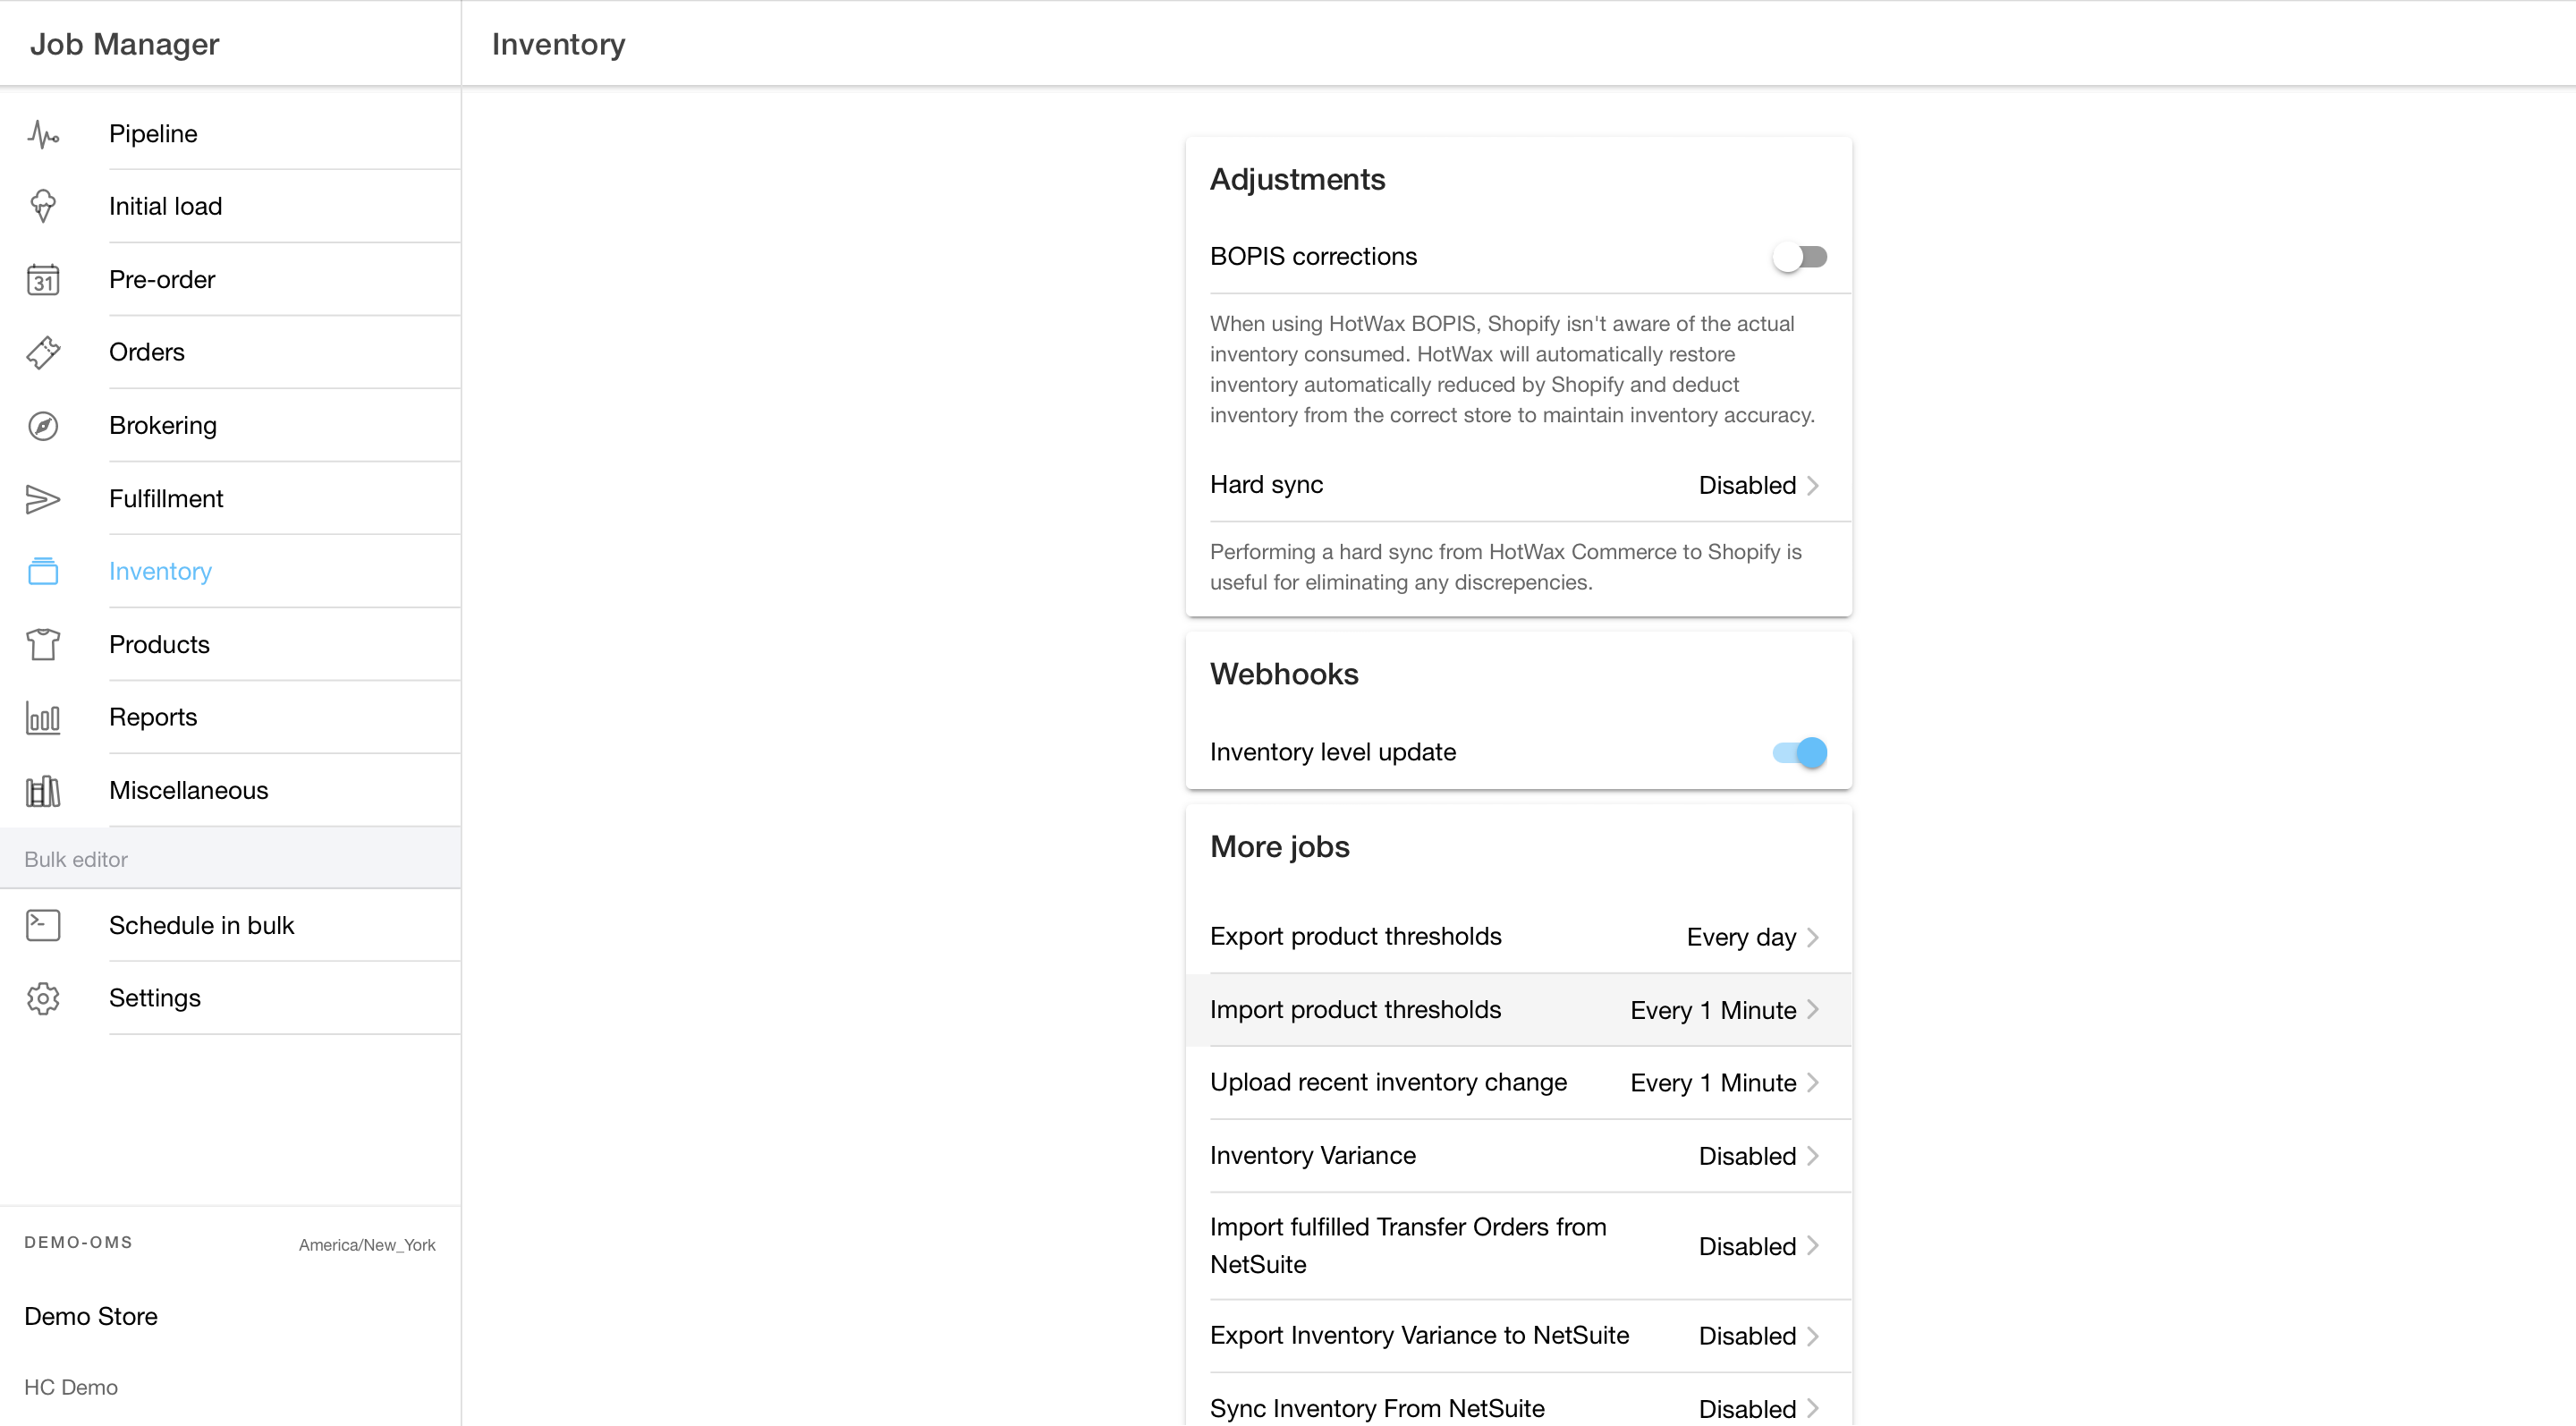 Job Manager
Inventory
Pipeline
Initial load
31
Pre-order
Orders
Brokering
Fulfillment
Inventory
Products
Reports
Miscellaneous
Bulk editor
Schedule in bulk
Settings
DEMO-OMS
America/New_York
Demo Store
HC Demo
Adjustments
BOPIS corrections
When using HotWax BOPIS, Shopify isn't aware of the actual
inventory consumed. HotWax will automatically restore
inventory automatically reduced by Shopify and deduct
inventory from the correct store to maintain inventory accuracy.
Hard sync Disabled
Performing a hard sync from HotWax Commerce to Shopify is
useful for eliminating any discrepencies.
Webhooks
Inventory level update
More jobs
Export product thresholds Every day
Import product thresholds Every 1 Minute
Upload recent inventory change Every 1 Minute
Inventory Variance Disabled
Import fulfilled Transfer Orders from
NetSuite
Disabled
Export Inventory Variance to NetSuite Disabled
Sync Inventory From NetSuite Disabled